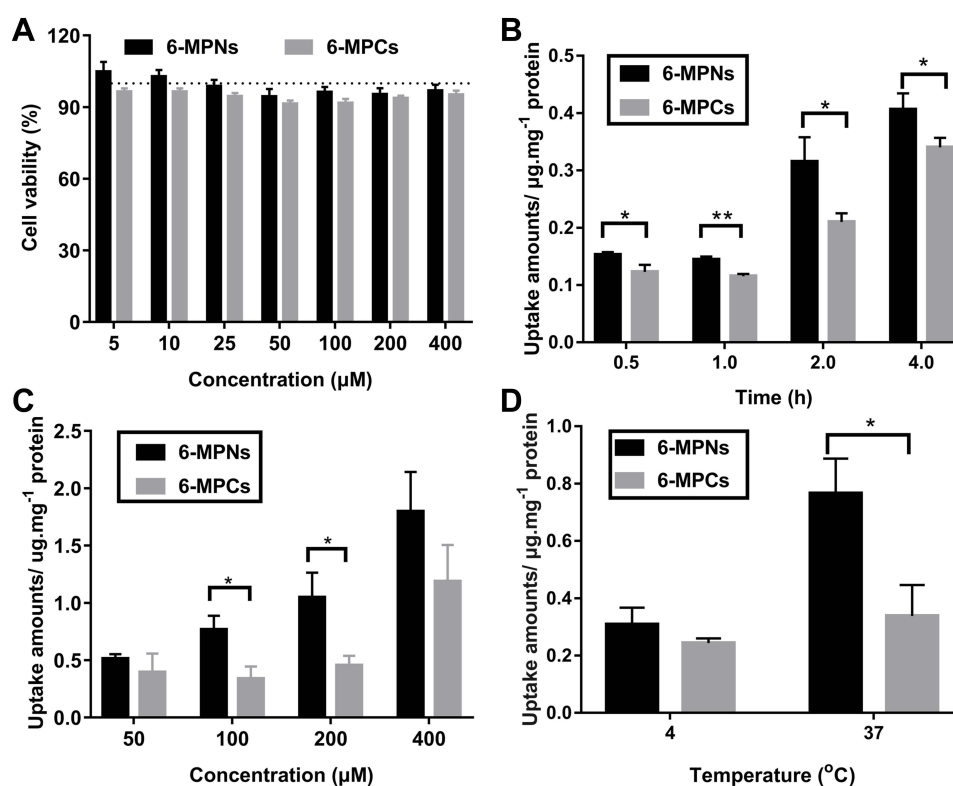 A
6-MPNs
6-MPCs
Cell viability (%)
120
90
60
30
0
5 10 25 50 100 200 400
Concentration (µM)
B
6-MPNs
6-MPCs
Uptake amounts/ µg.mg⁻¹ protein
0.5
0.4
0.3
0.2
0.1
0.0
*
**
*
*
0.5 1.0 2.0 4.0
Time (h)
C
6-MPNs
6-MPCs
Uptake amounts/ ug.mg⁻¹ protein
2.5
2.0
1.5
1.0
0.5
0.0
*
*
50 100 200 400
Concentration (µM)
D
6-MPNs
6-MPCs
Uptake amounts/ µg.mg⁻¹ protein
1.0
0.8
0.6
0.4
0.2
0.0
*
4 37
Temperature (°C)